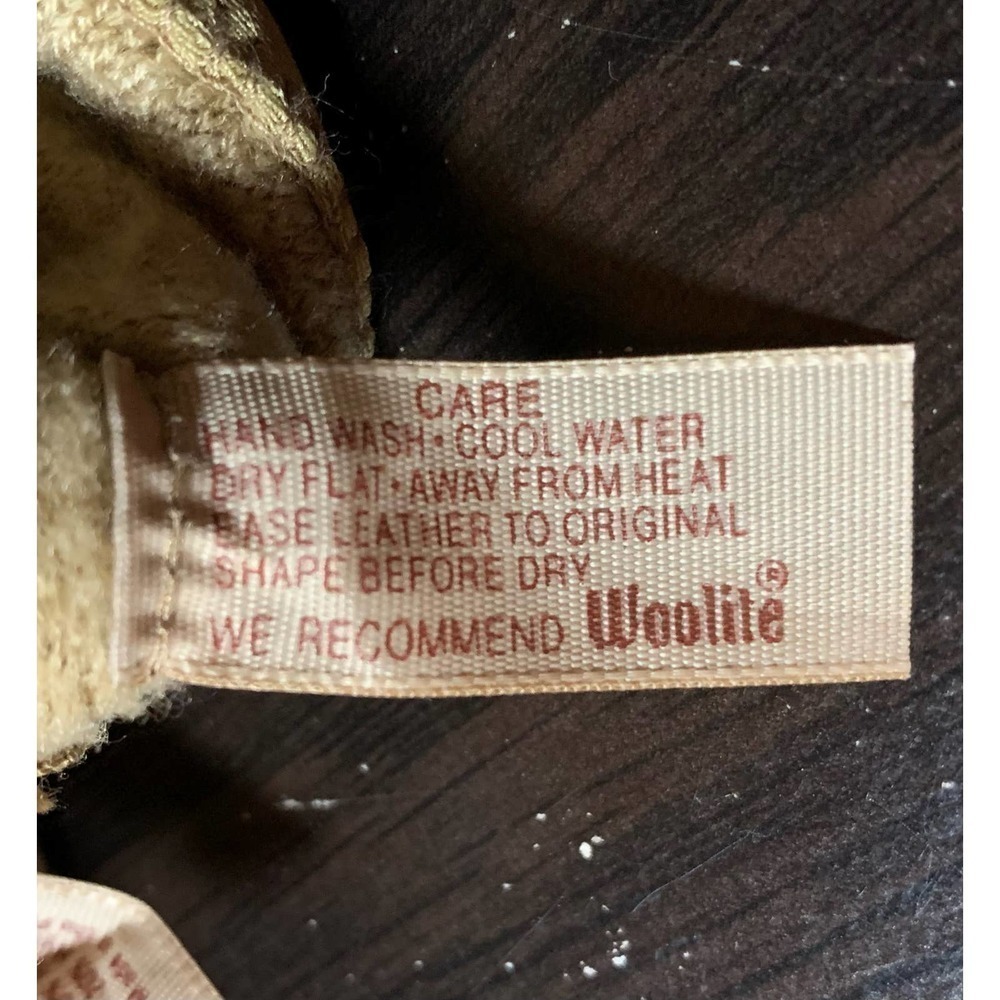 CARE
HAND WASH • COOL WATER
DRY FLAT • AWAY FROM HEAT
EASE LEATHER TO ORIGINAL
SHAPE BEFORE DRY
WE RECOMMEND Woolite®